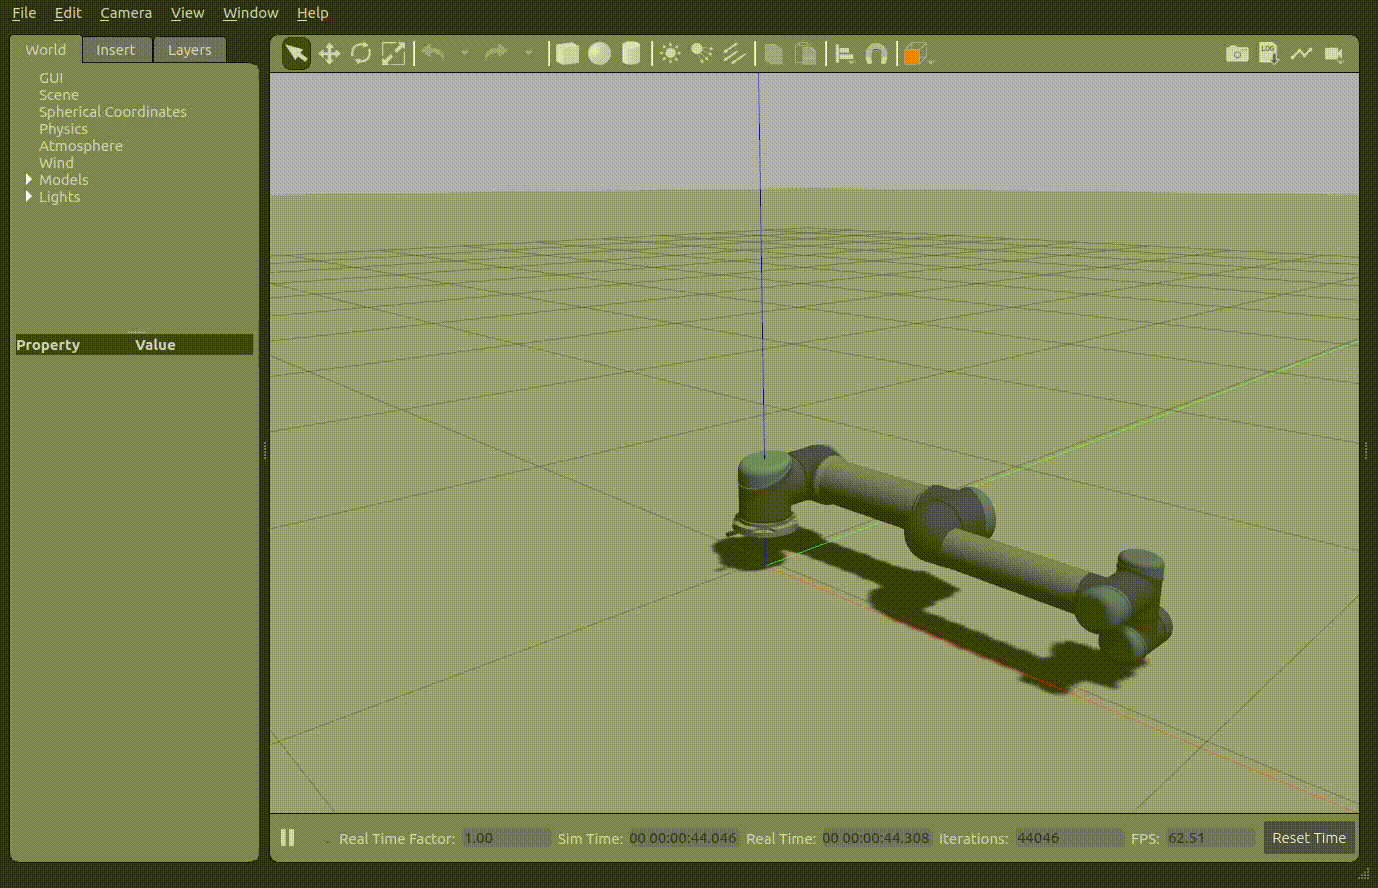 File Edit Camera View Window Help
World Insert Layers
GUI
Scene
Spherical Coordinates
Physics
Atmosphere
Wind
Models
Lights
Property Value
LOG
Real Time Factor: 1.00 Sim Time: 00 00:00:44.046 Real Time: 00 00:00:44.308 Iterations: 44046 FPS: 62.51 Reset Time